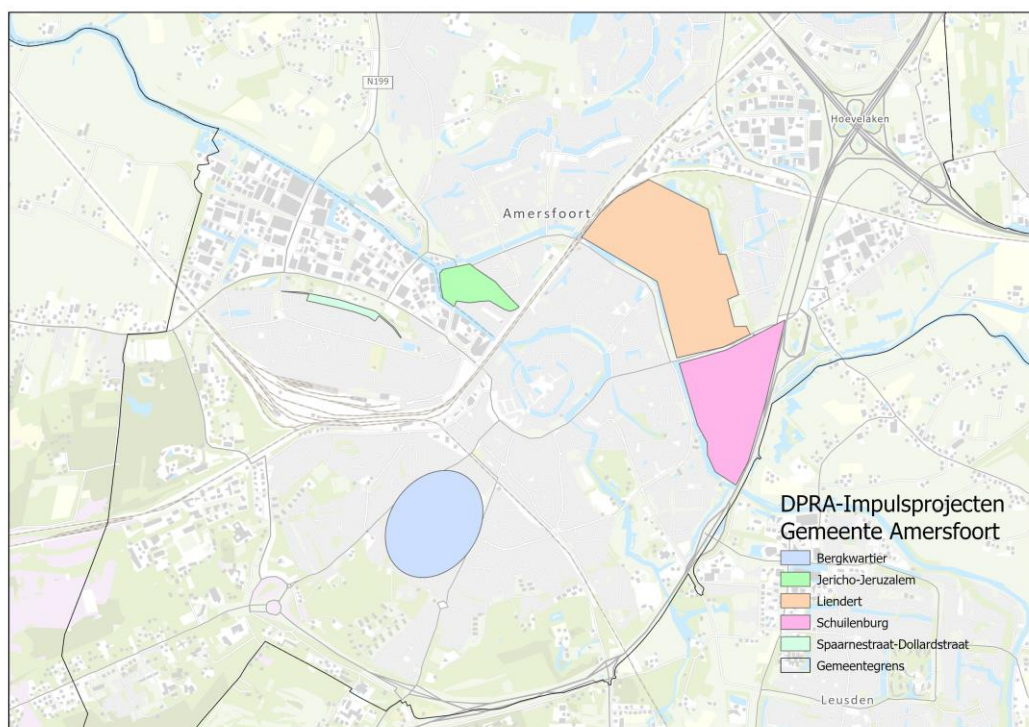 N199
Hoevelaken
Amersfoort
DPRA-Impulsprojecten
Gemeente Amersfoort
Bergkwartier
Jericho-Jeruzalem
Liendert
Schuilenburg
Spaarnestraat-Dollardstraat
Gemeentegrens
Leusden